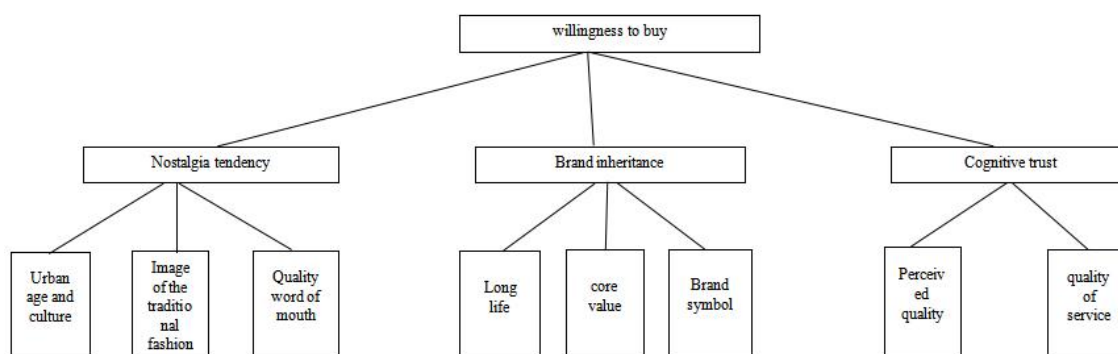 willingness to buy
Nostalgia tendency
Brand inheritance
Cognitive trust
Urban
age and
culture
Image
of the
traditio
nal
fashion
Quality
word of
mouth
Long
life
core
value
Brand
symbol
Perceiv
ed
quality
quality
of
service